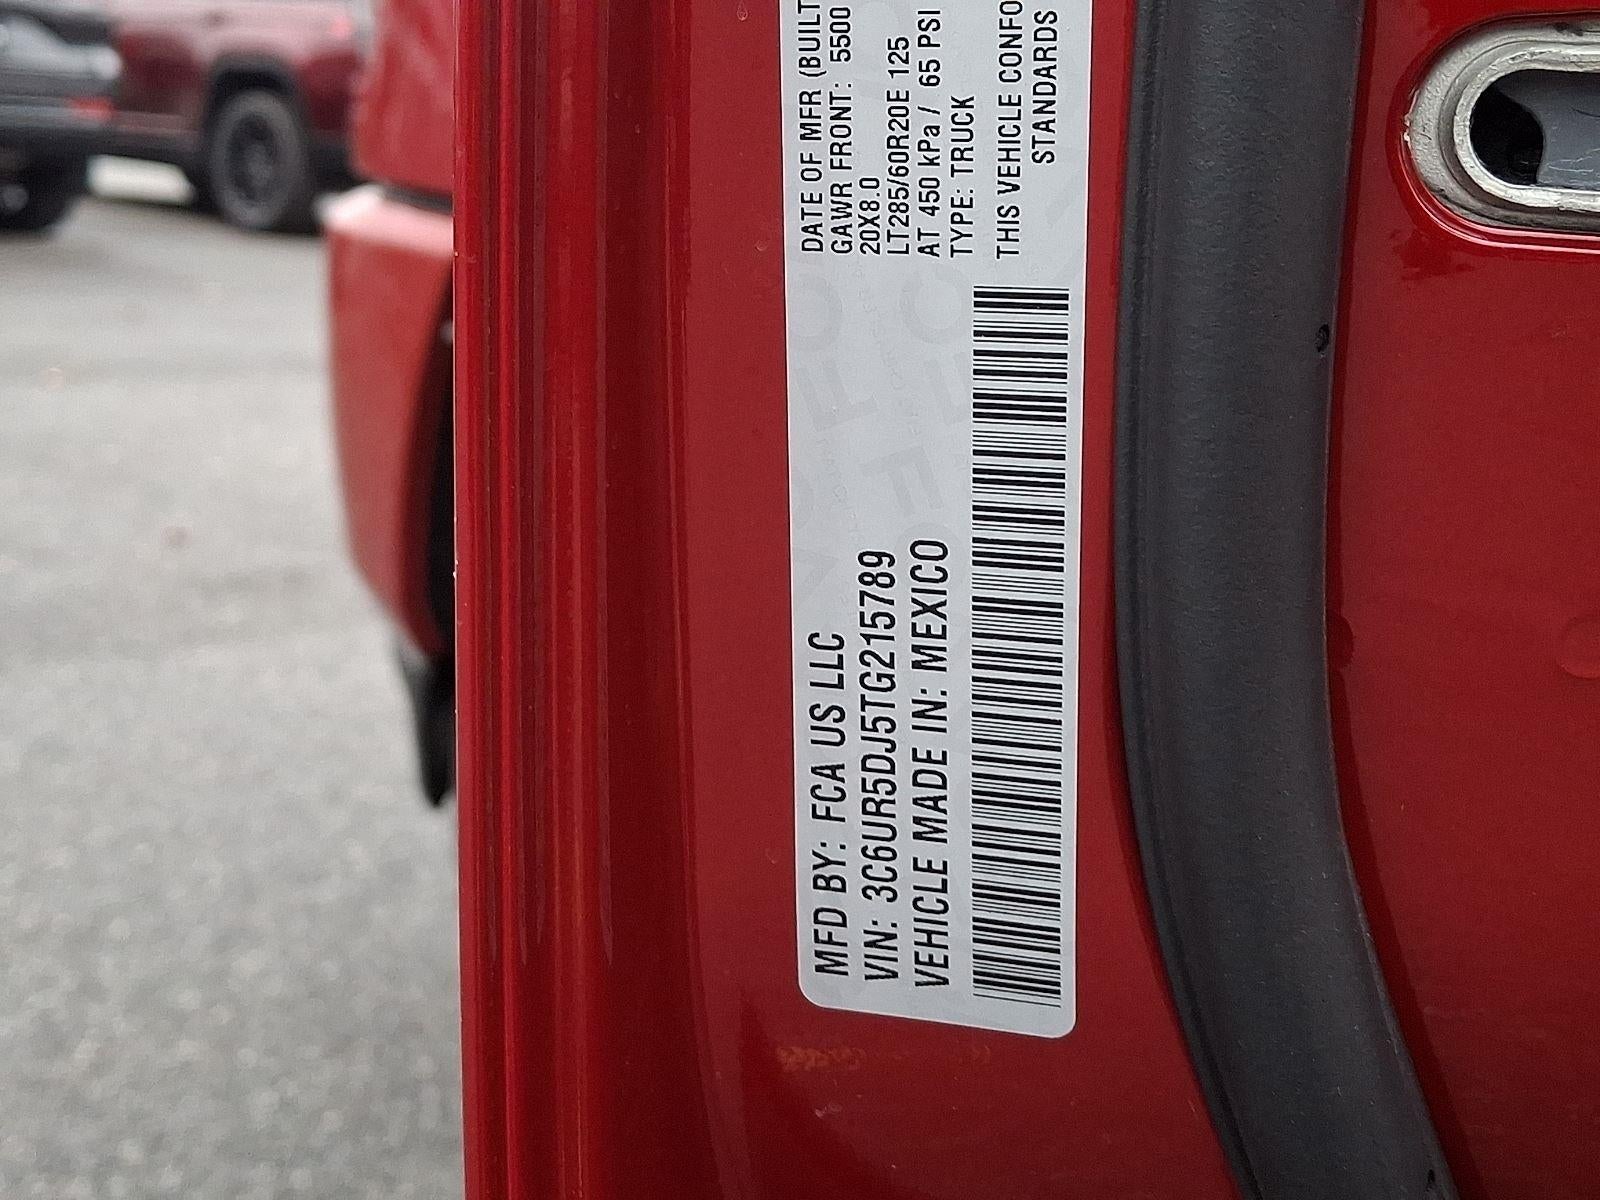 MFD BY: FCA US LLC
VIN: 3C6UR5DJ5TG215789
VEHICLE MADE IN: MEXICO
DATE OF MFR (BUILT
GAWR FRONT: 5500
20X8.0
LT285/60R20E 125
AT 450 kPa / 65 PSI
TYPE: TRUCK
THIS VEHICLE CONFO
STANDARDS